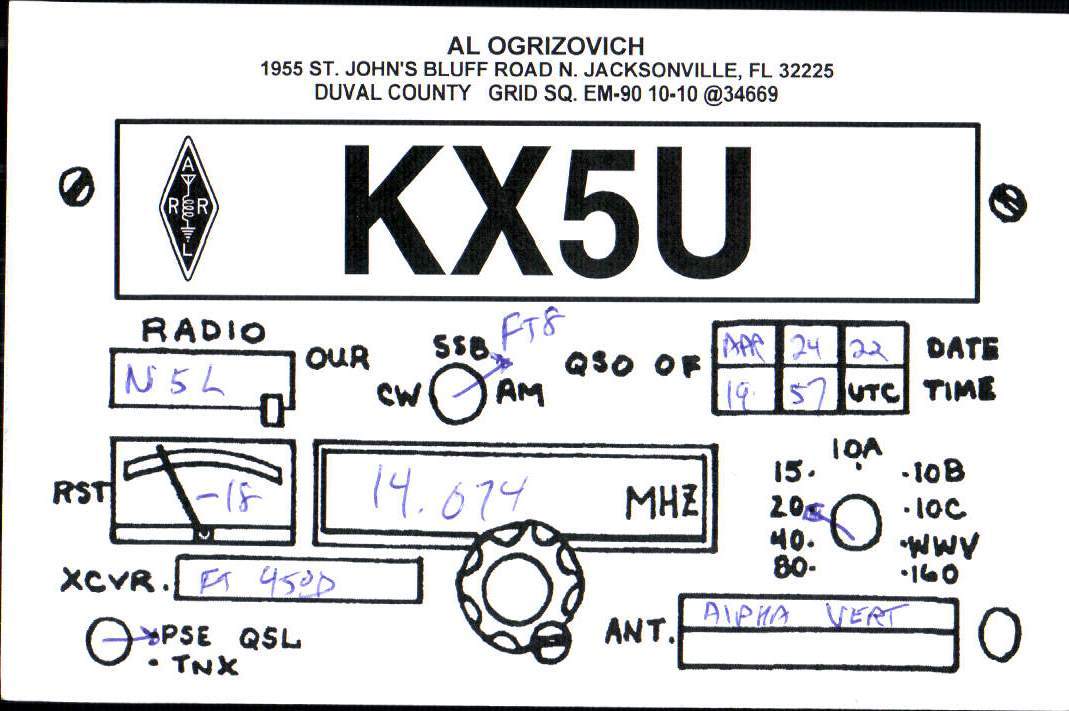 AL OGRIZOVICH
1955 ST. JOHN'S BLUFF ROAD N. JACKSONVILLE, FL 32225
DUVAL COUNTY GRID SQ. EM-90 10-10 @34669
A
R R
L
KX5U
RADIO
N5L
OUR
SSB
FT8
CW
AM
QSO OF
APR 24 22 DATE
19 57 UTC TIME
RST
-18
14.074 MHZ
10A
15. .10B
20. .10C
40. .WWV
80. .160
XCVR. FT 450D
PSE QSL
. TNX
ANT. AlPHA VERT